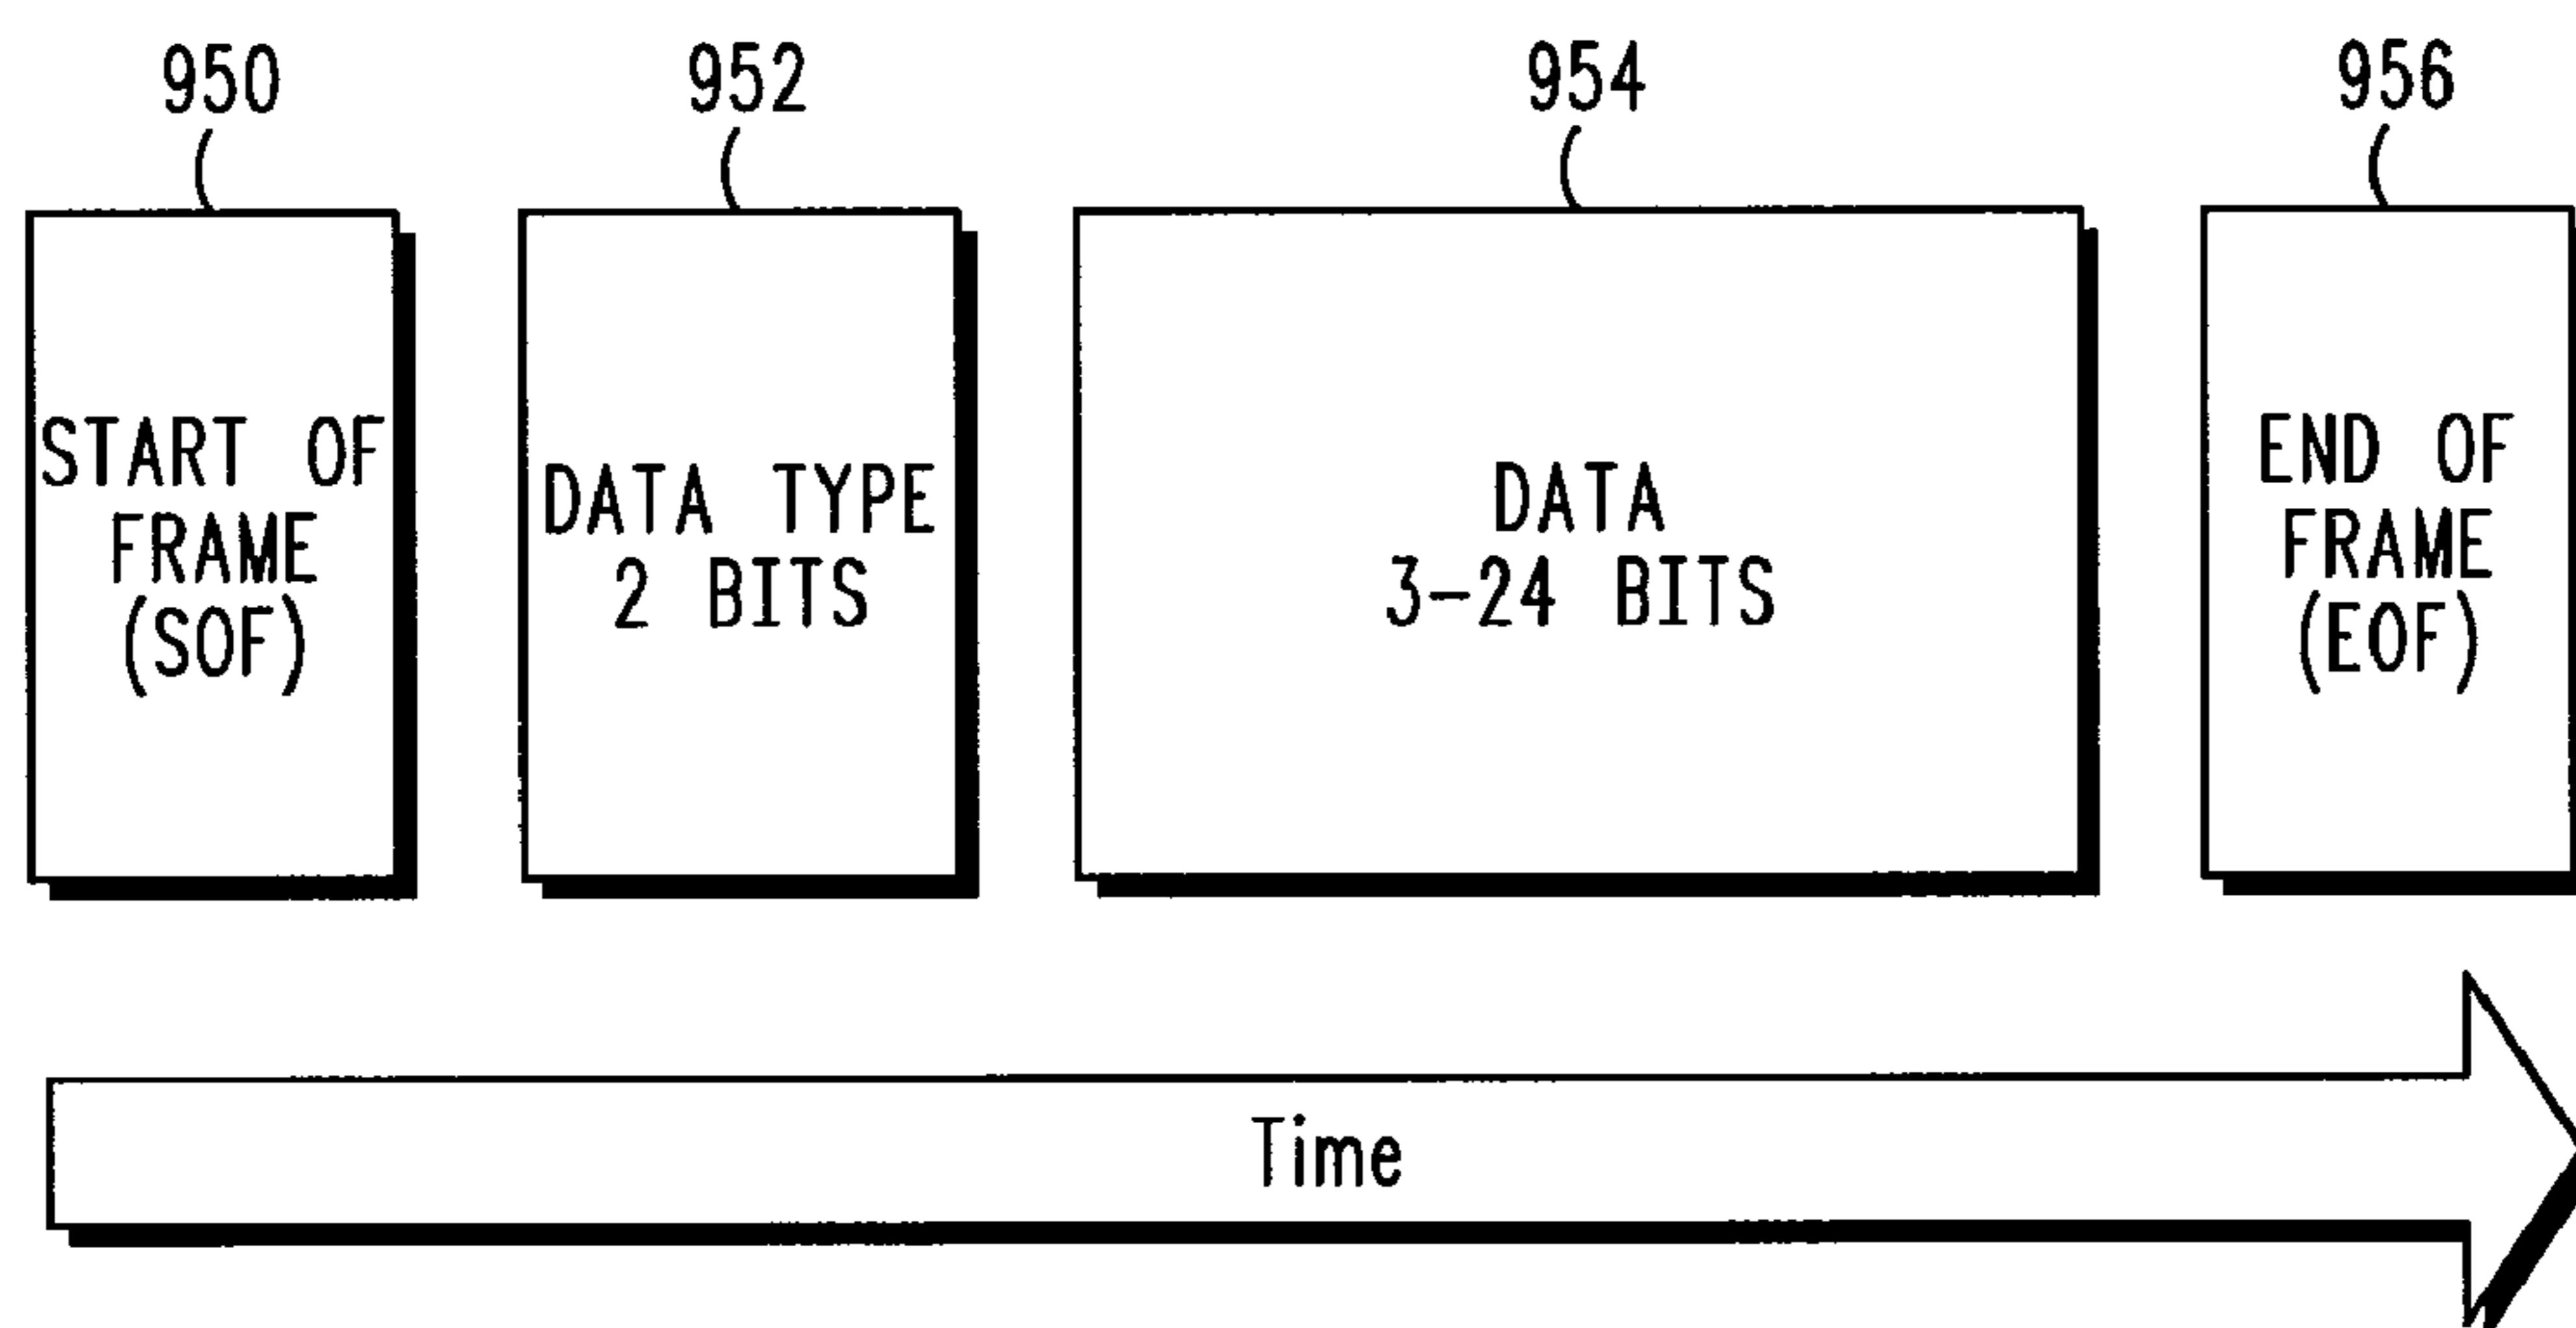 950
952
954
956
START OF
FRAME
(SOF)
DATA TYPE
2 BITS
DATA
3-24 BITS
END OF
FRAME
(EOF)
Time